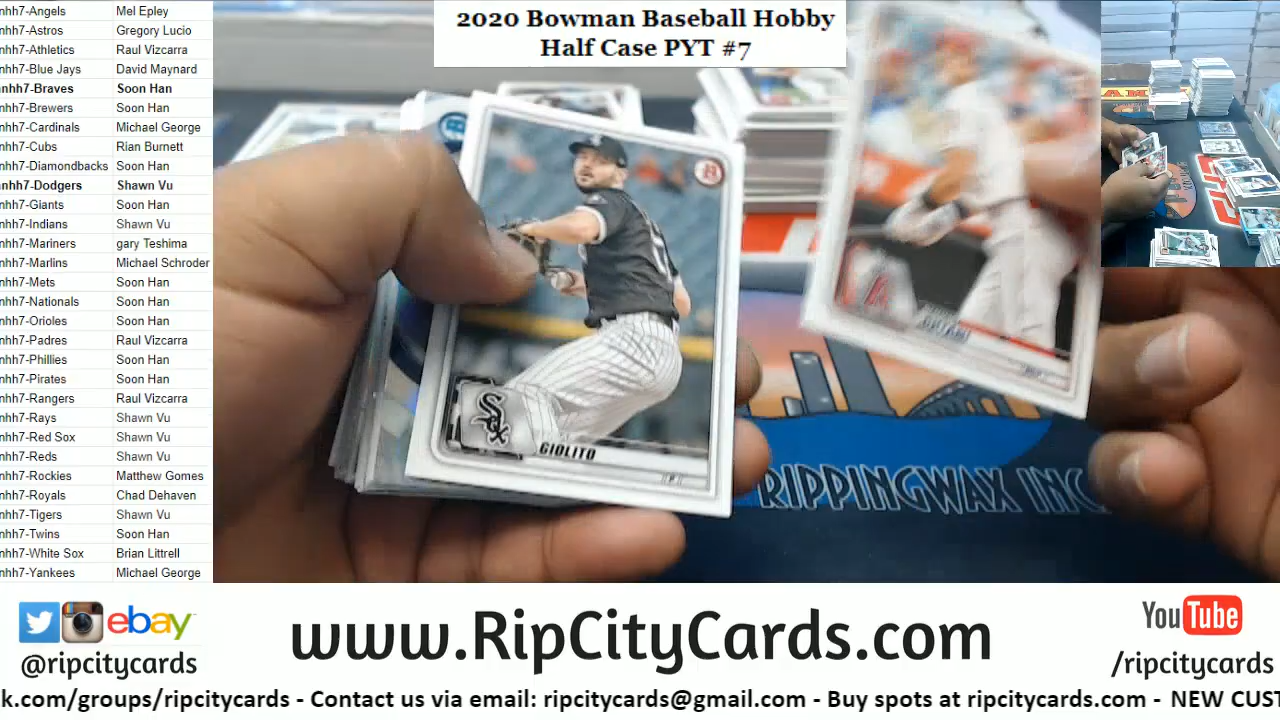 2020 Bowman Baseball Hobby
Half Case PYT #7
nhh7-Angels Mel Epley
nhh7-Astros Gregory Lucio
nhh7-Athletics Raul Vizcarra
nhh7-Blue Jays David Maynard
nhh7-Braves Soon Han
nhh7-Brewers Soon Han
nhh7-Cardinals Michael George
nhh7-Cubs Rian Burnett
nhh7-Diamondbacks Soon Han
nhh7-Dodgers Shawn Vu
nhh7-Giants Soon Han
nhh7-Indians Shawn Vu
nhh7-Mariners gary Teshima
nhh7-Marlins Michael Schroder
nhh7-Mets Soon Han
nhh7-Nationals Soon Han
nhh7-Orioles Soon Han
nhh7-Padres Raul Vizcarra
nhh7-Phillies Soon Han
nhh7-Pirates Soon Han
nhh7-Rangers Raul Vizcarra
nhh7-Rays Shawn Vu
nhh7-Red Sox Shawn Vu
nhh7-Reds Shawn Vu
nhh7-Rockies Matthew Gomes
nhh7-Royals Chad Dehaven
nhh7-Tigers Shawn Vu
nhh7-Twins Soon Han
nhh7-White Sox Brian Littrell
nhh7-Yankees Michael George
B
Sox
GIOLITO
P
A
RIPPINGWAX INC
ebay
@ripcitycards
www.RipCityCards.com
YouTube
/ripcitycards
k.com/groups/ripcitycards - Contact us via email: ripcitycards@gmail.com - Buy spots at ripcitycards.com - NEW CUST